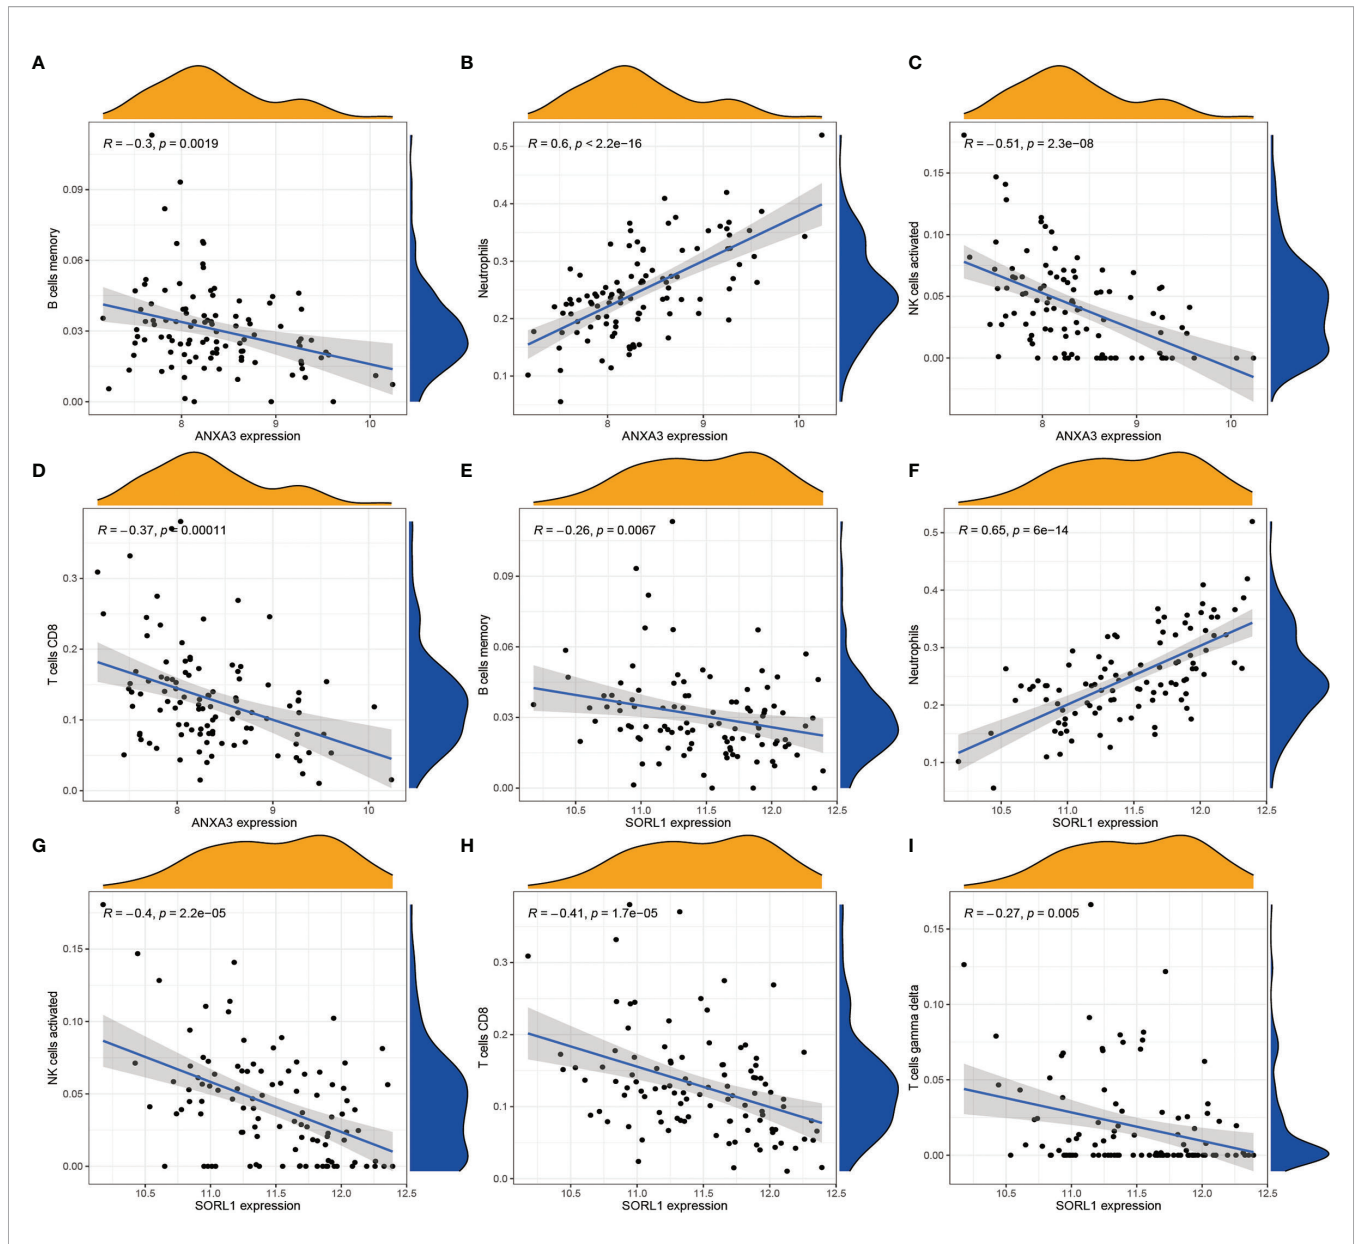 A
R = −0.3, p = 0.0019
0.09
0.06
0.03
0.00
B cells memory
8
9
10
ANXA3 expression
B
R = 0.6, p < 2.2e−16
0.5
0.4
0.3
0.2
0.1
Neutrophils
8
9
10
ANXA3 expression
C
R = −0.51, p = 2.3e−08
0.15
0.10
0.05
0.00
NK cells activated
8
9
10
ANXA3 expression
D
R = −0.37, p = 0.00011
0.3
0.2
0.1
0.0
T cells CD8
8
9
10
ANXA3 expression
E
R = −0.26, p = 0.0067
0.09
0.06
0.03
0.00
B cells memory
10.5
11.0
11.5
12.0
12.5
SORL1 expression
F
R = 0.65, p = 6e−14
0.5
0.4
0.3
0.2
0.1
Neutrophils
10.5
11.0
11.5
12.0
12.5
SORL1 expression
G
R = −0.4, p = 2.2e−05
0.15
0.10
0.05
0.00
NK cells activated
10.5
11.0
11.5
12.0
12.5
SORL1 expression
H
R = −0.41, p = 1.7e−05
0.3
0.2
0.1
0.0
T cells CD8
10.5
11.0
11.5
12.0
12.5
SORL1 expression
I
R = −0.27, p = 0.005
0.15
0.10
0.05
0.00
T cells gamma delta
10.5
11.0
11.5
12.0
12.5
SORL1 expression